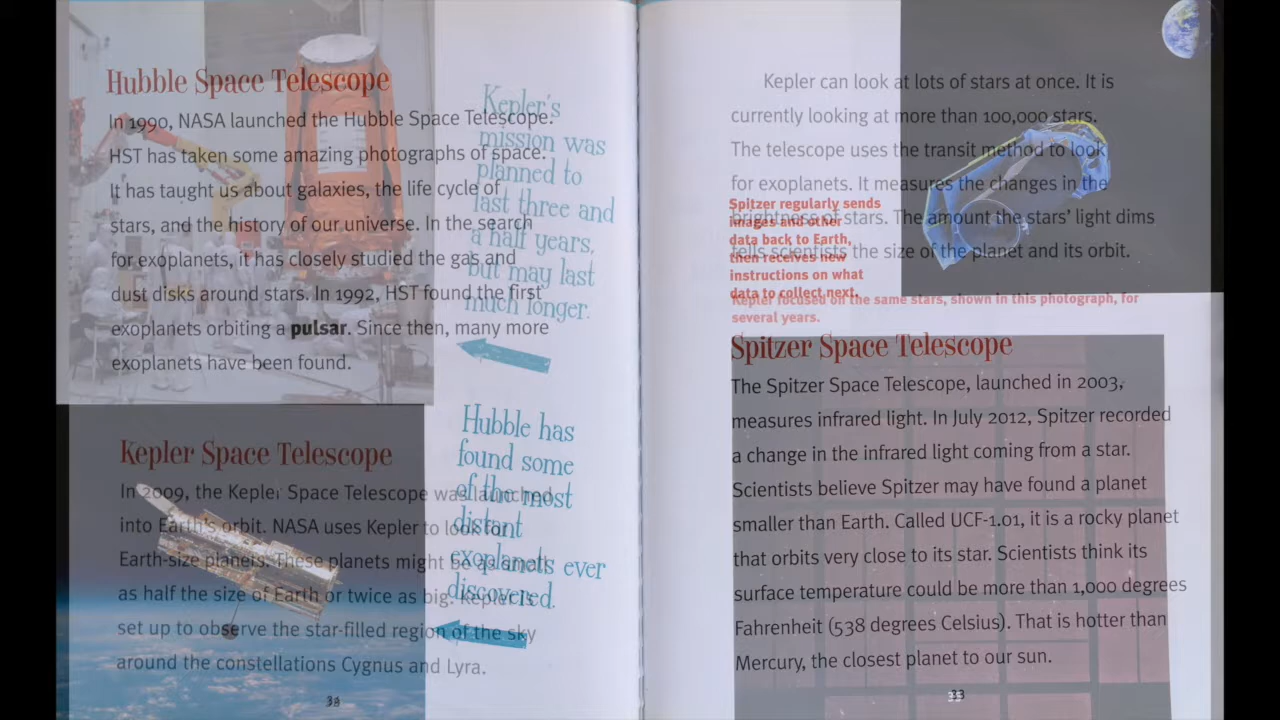 Hubble Space Telescope
In 1990, NASA launched the Hubble Space Telescope.
HST has taken some amazing photographs of space.
It has taught us about galaxies, the life cycle of
stars, and the history of our universe. In the search
for exoplanets, it has closely studied the gas and
dust disks around stars. In 1992, HST found the first
exoplanets orbiting a pulsar. Since then, many more
exoplanets have been found.
Kepler Space Telescope
In 2009, the Kepler Space Telescope was launched
into Earth's orbit. NASA uses Kepler to look for
Earth-size planets. These planets might be as small
as half the size of Earth or twice as big. Kepler is
set up to observe the star-filled region of the sky
around the constellations Cygnus and Lyra.
Kepler's
mission was
planned to
last three and
a half years,
but may last
much longer.
Hubble has
found some
of the most
distant
exoplanets ever
discovered.
Kepler can look at lots of stars at once. It is
currently looking at more than 100,000 stars.
The telescope uses the transit method to look
for exoplanets. It measures the changes in the
brightness of stars. The amount the stars' light dims
tells scientists the size of the planet and its orbit.
Spitzer regularly sends
images and other
data back to Earth,
then receives new
instructions on what
data to collect next.
Kepler focused on the same stars, shown in this photograph, for
several years.
Spitzer Space Telescope
The Spitzer Space Telescope, launched in 2003,
measures infrared light. In July 2012, Spitzer recorded
a change in the infrared light coming from a star.
Scientists believe Spitzer may have found a planet
smaller than Earth. Called UCF-1.01, it is a rocky planet
that orbits very close to its star. Scientists think its
surface temperature could be more than 1,000 degrees
Fahrenheit (538 degrees Celsius). That is hotter than
Mercury, the closest planet to our sun.
33